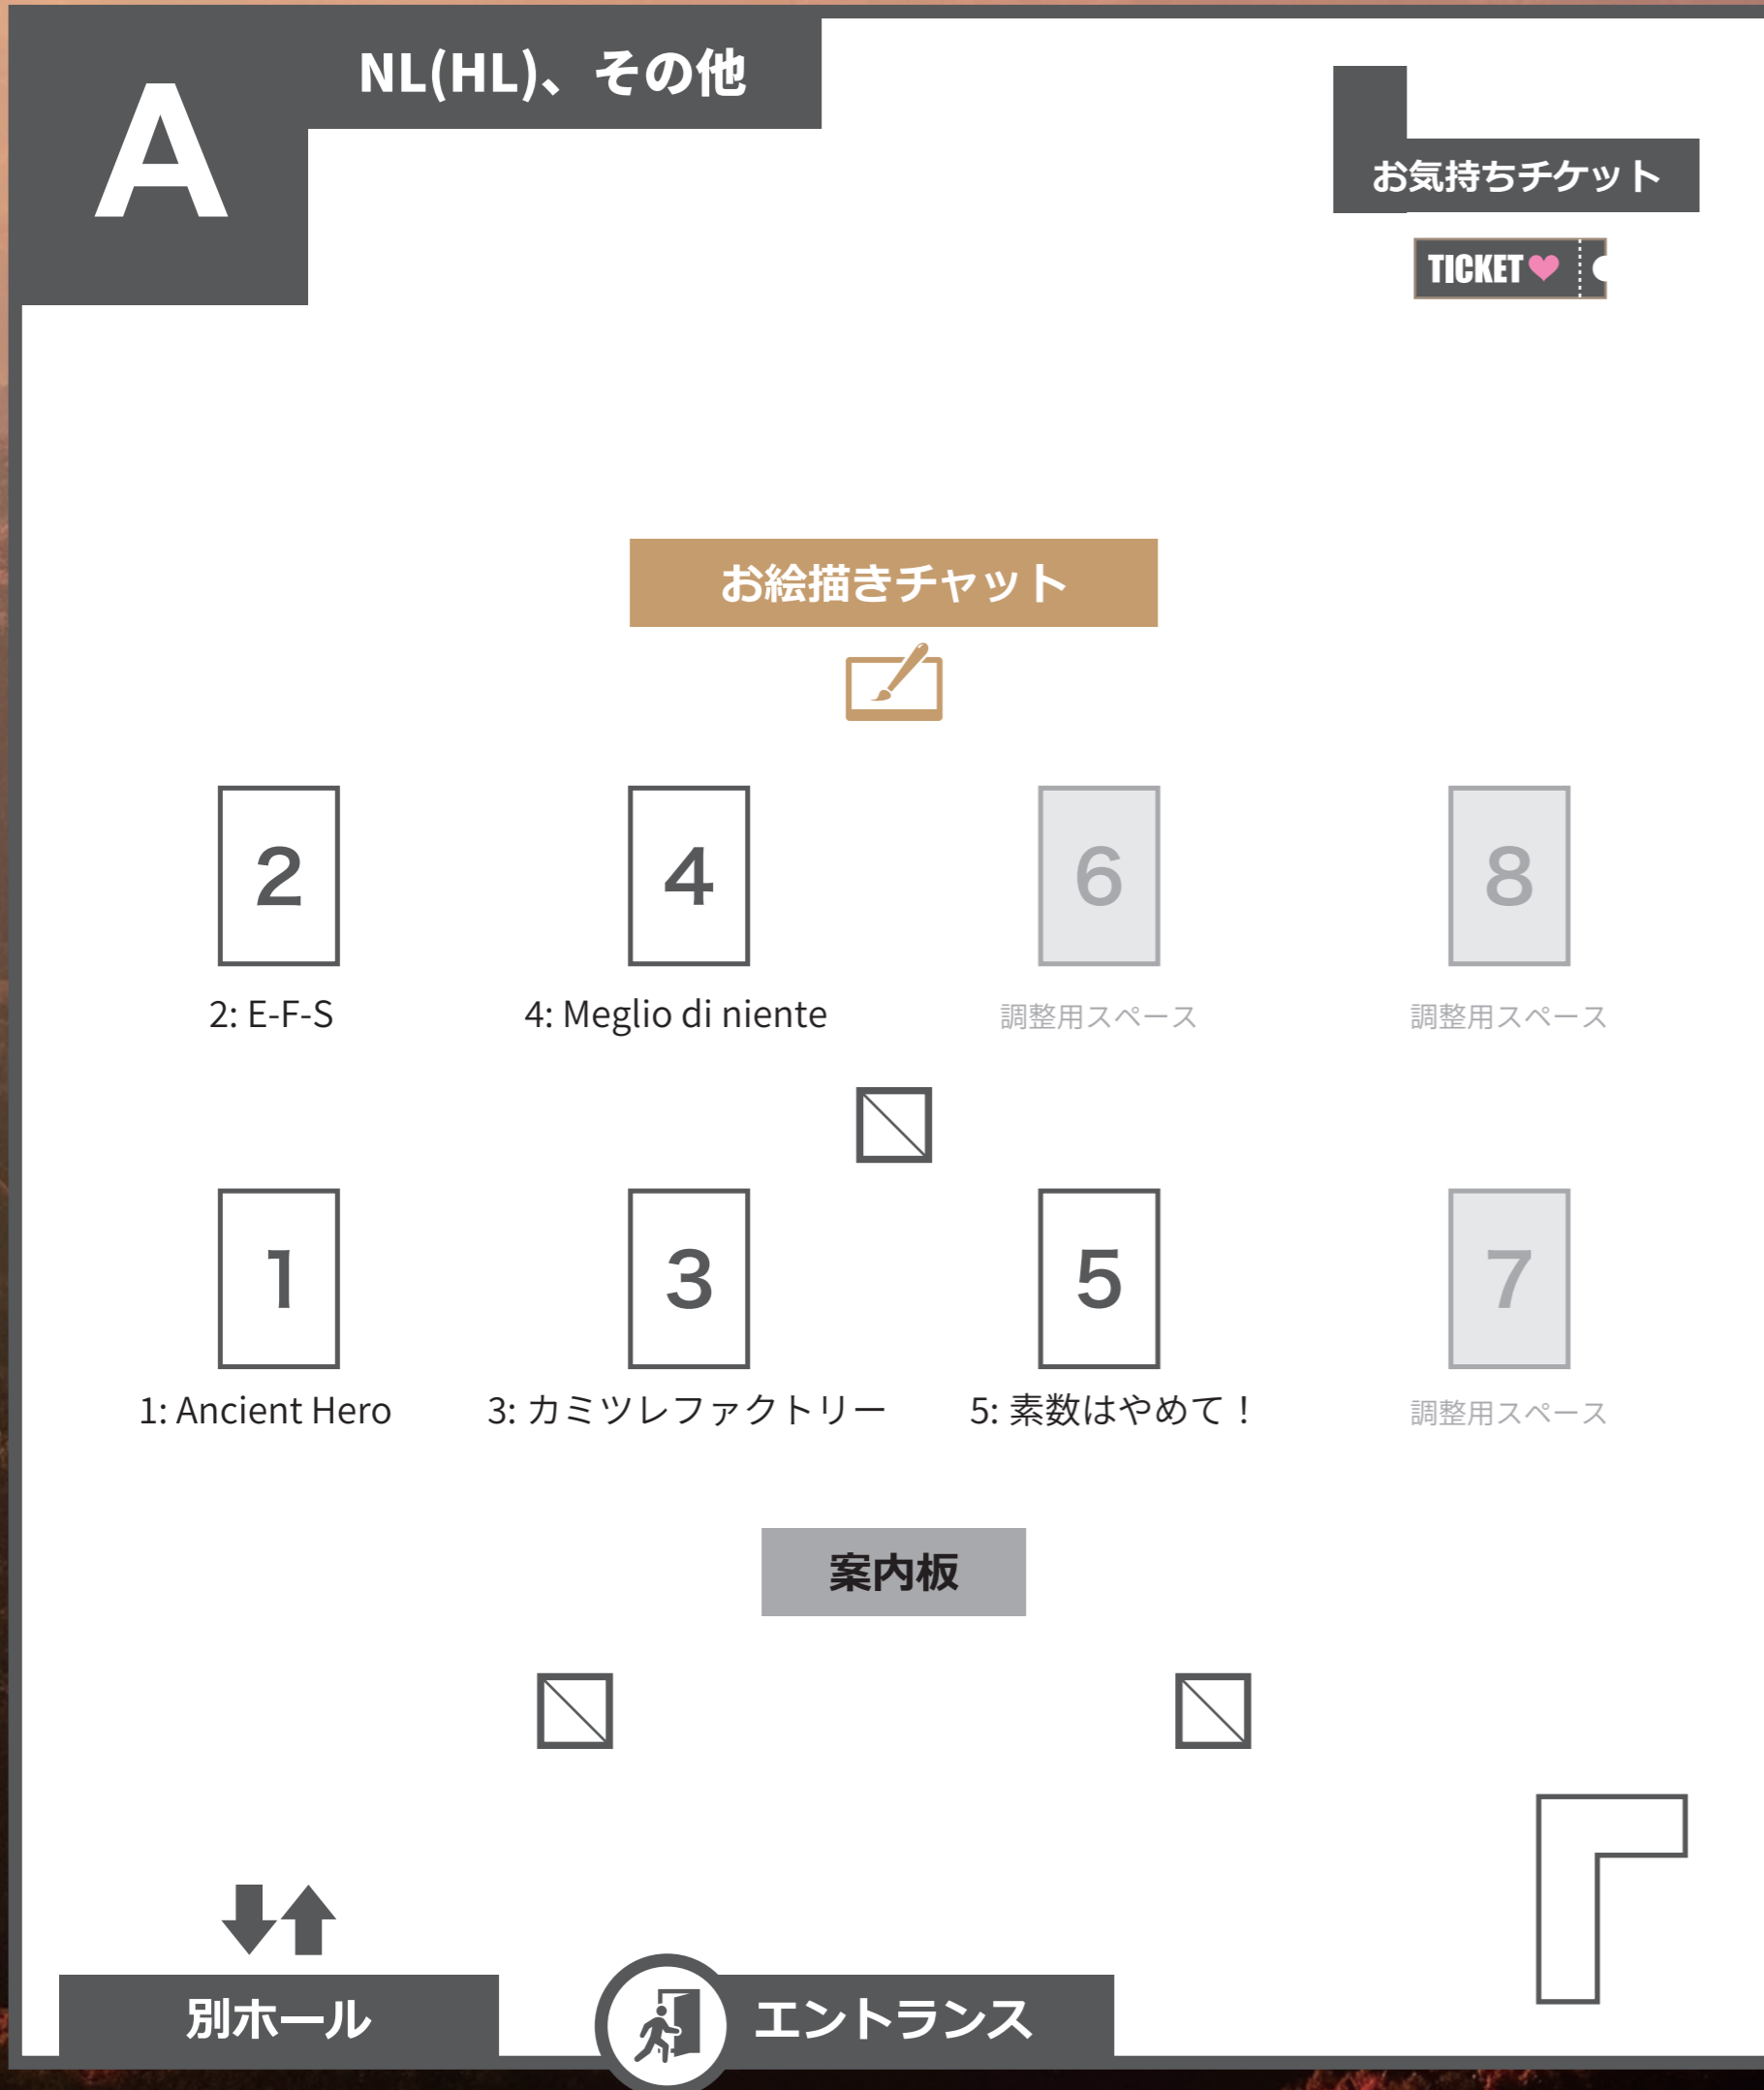 A
NL(HL)、その他
お気持ちチケット
TICKET
お絵描きチャット
2
4
6
8
2: E-F-S
4: Meglio di niente
調整用スペース
調整用スペース
1
3
5
7
1: Ancient Hero
3: カミツレファクトリー
5: 素数はやめて！
調整用スペース
案内板
別ホール
エントランス